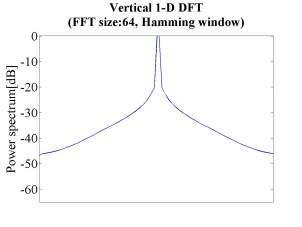 Vertical 1-D DFT
(FFT size:64, Hamming window)
Power spectrum[dB]
0
-10
-20
-30
-40
-50
-60